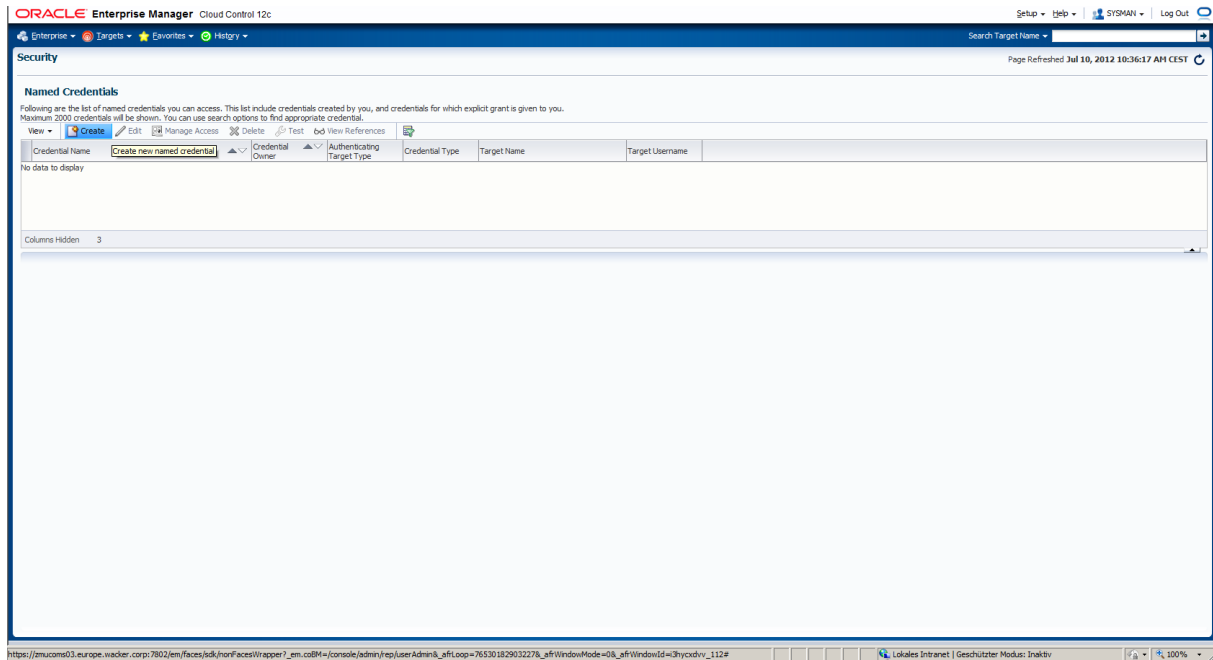 ORACLE Enterprise Manager Cloud Control 12c
Setup Help SYSMAN Log Out
Enterprise Targets Favorites History
Search Target Name
Security
Page Refreshed Jul 10, 2012 10:36:17 AM CEST
Named Credentials
Following are the list of named credentials you can access. This list include credentials created by you, and credentials for which explicit grant is given to you.
Maximum 2000 credentials will be shown. You can use search options to find appropriate credential.
View Create Edit Manage Access Delete Test View References
Credential Name Create new named credential Credential Owner Authenticating Target Type Credential Type Target Name Target Username
No data to display
Columns Hidden 3
https://zmucoms03.europe.wacker.corp:7802/em/faces/sdk/nonFacesWrapper?_em.coBM=/console/admin/rep/userAdmin&_afrLoop=765301829032278&_afrWindowMode=0&_afrWindowId=i3hycxdvv_112#
Lokales Intranet | Geschützter Modus: Inaktiv
100%